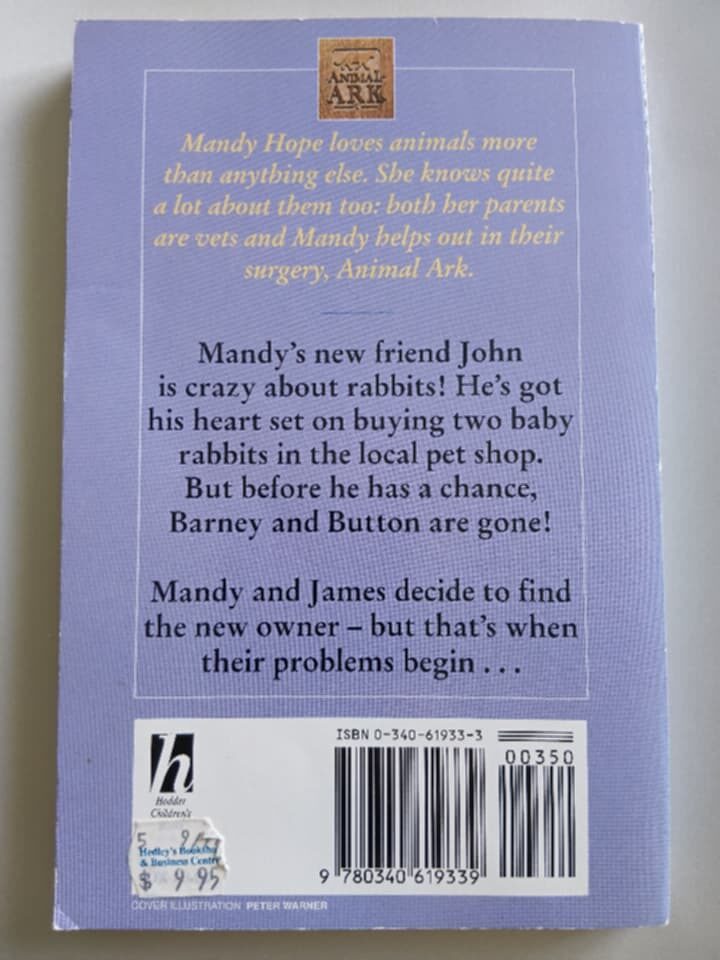 ANIMAL
ARK
Mandy Hope loves animals more
than anything else. She knows quite
a lot about them too: both her parents
are vets and Mandy helps out in their
surgery, Animal Ark.
Mandy's new friend John
is crazy about rabbits! He's got
his heart set on buying two baby
rabbits in the local pet shop.
But before he has a chance,
Barney and Button are gone!
Mandy and James decide to find
the new owner – but that's when
their problems begin . . .
ISBN 0-340-61933-3
00350
h
Hodder
Children's
5
Hedley's
& Business Centre
$ 9.95
9 780340 619339
COVER ILLUSTRATION PETER WARNER